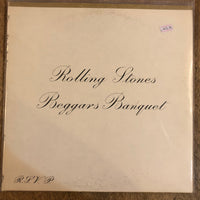 Rolling Stones
Beggars Banquet
R.S.V.P.